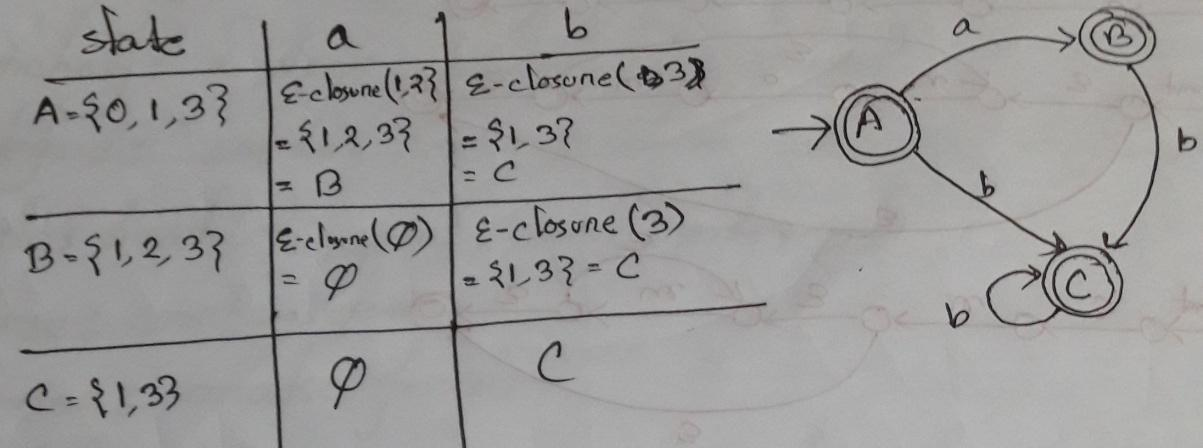 state a b
A={0, 1, 3} ε-closure(1,2} ε-closure(3}
={1,2,3} ={1,3}
= B = C
B={1,2,3} ε-closure(φ) ε-closure(3)
= φ ={1,3} = C
C={1,3} φ C
a
B
A
b
b
C
b